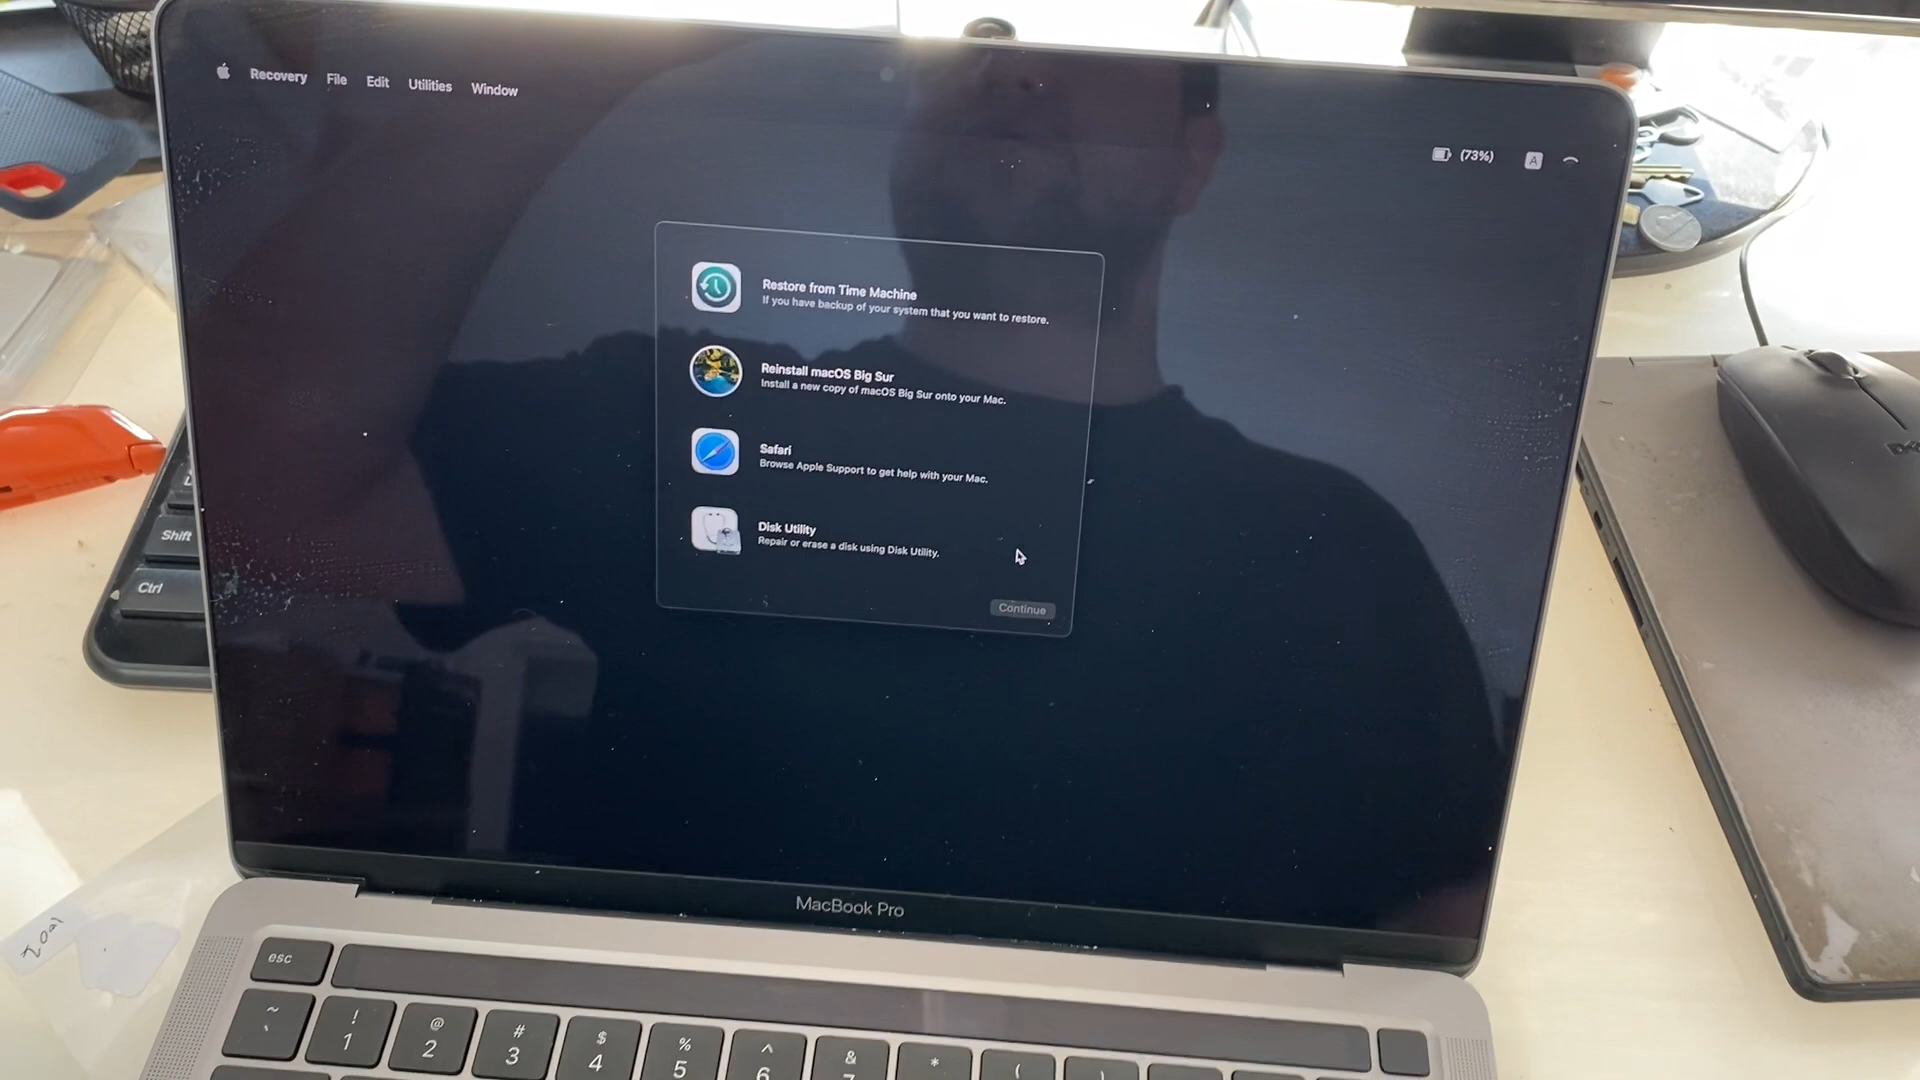 Recovery File Edit Utilities Window
(73%) A
Restore from Time Machine
If you have backup of your system that you want to restore.
Reinstall macOS Big Sur
Install a new copy of macOS Big Sur onto your Mac.
Safari
Browse Apple Support to get help with your Mac.
Disk Utility
Repair or erase a disk using Disk Utility.
Continue
Shift
Ctrl
MacBook Pro
esc
~ ! @ # $ % ^ & * ( )
` 1 2 3 4 5 6 7